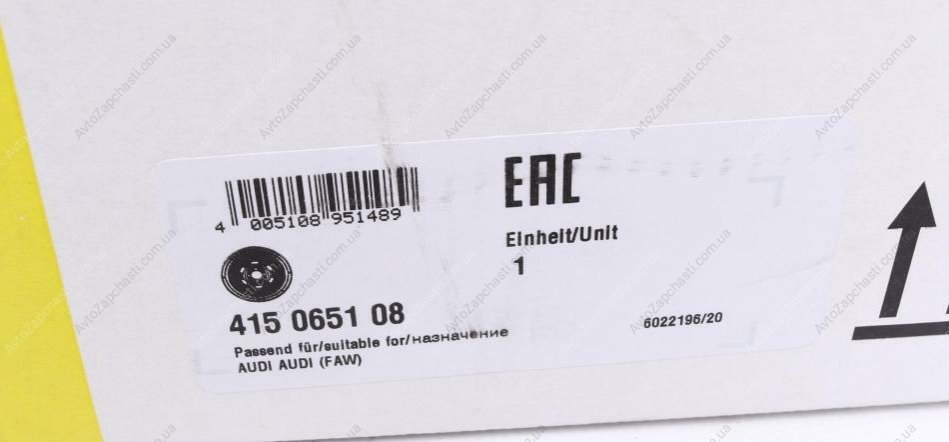 EAC
4 005108 951489
Einheit/Unit
1
415 0651 08
6022196/20
Passend für/suitable for/назначение
AUDI AUDI (FAW)
AvtoZapchasti.com.ua